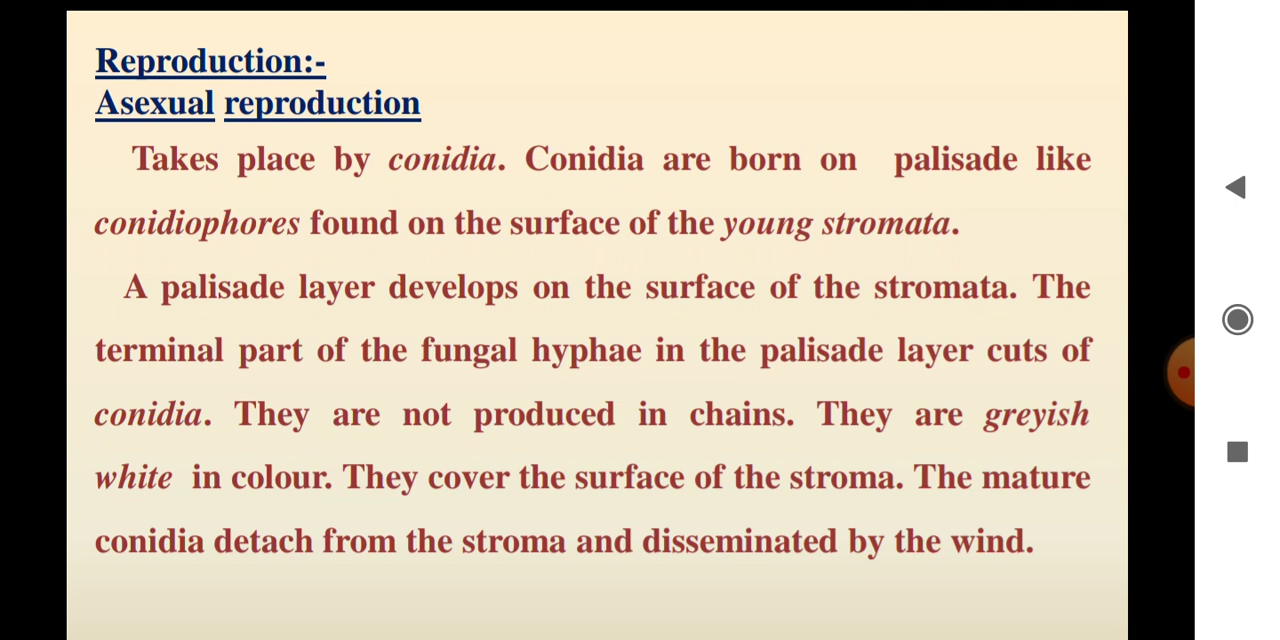 Reproduction:-
Asexual reproduction
Takes place by conidia. Conidia are born on palisade like
conidiophores found on the surface of the young stromata.
A palisade layer develops on the surface of the stromata. The
terminal part of the fungal hyphae in the palisade layer cuts of
conidia. They are not produced in chains. They are greyish
white in colour. They cover the surface of the stroma. The mature
conidia detach from the stroma and disseminated by the wind.